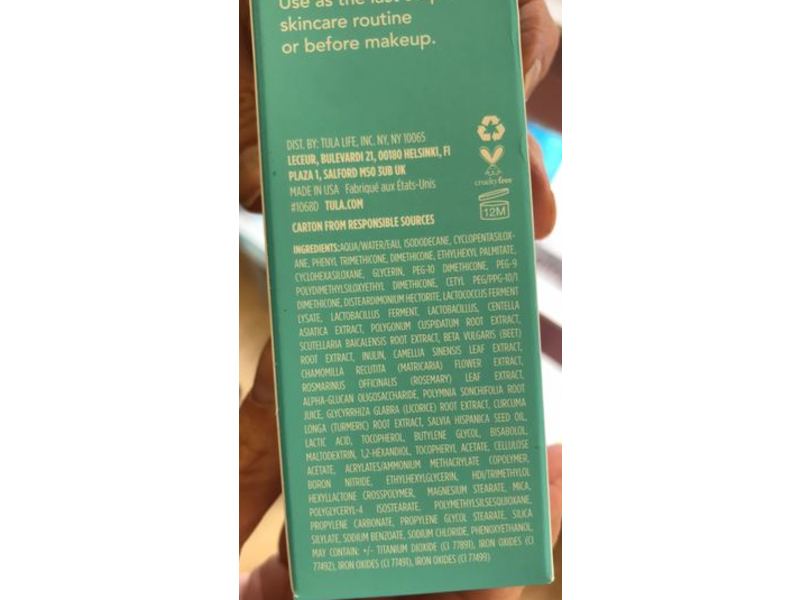 Use as the last
skincare routine
or before makeup.
DIST. BY: TULA LIFE, INC. NY, NY 10065
LECEUR, BULEVARDI 21, 00180 HELSINKI, FI
PLAZA 1, SALFORD M50 3UB UK
MADE IN USA Fabriqué aux États-Unis
#1068D TULA.COM
CARTON FROM RESPONSIBLE SOURCES
cruelty free
12M
INGREDIENTS:AQUA/WATER/EAU, ISODODECANE, CYCLOPENTASILOX-
ANE, PHENYL TRIMETHICONE, DIMETHICONE, ETHYLHEXYL PALMITATE,
CYCLOHEXASILOXANE, GLYCERIN, PEG-10 DIMETHICONE, PEG-9
POLYDIMETHYLSILOXYETHYL DIMETHICONE, CETYL PEG/PPG-10/1
DIMETHICONE, DISTEARDIMONIUM HECTORITE, LACTOCOCCUS FERMENT
LYSATE, LACTOBACILLUS FERMENT, LACTOBACILLUS, CENTELLA
ASIATICA EXTRACT, POLYGONUM CUSPIDATUM ROOT EXTRACT,
SCUTELLARIA BAICALENSIS ROOT EXTRACT, BETA VULGARIS (BEET)
ROOT EXTRACT, INULIN, CAMELLIA SINENSIS LEAF EXTRACT,
CHAMOMILLA RECUTITA (MATRICARIA) FLOWER EXTRACT,
ROSMARINUS OFFICINALIS (ROSEMARY) LEAF EXTRACT,
ALPHA-GLUCAN OLIGOSACCHARIDE, POLYMNIA SONCHIFOLIA ROOT
JUICE, GLYCYRRHIZA GLABRA (LICORICE) ROOT EXTRACT, CURCUMA
LONGA (TURMERIC) ROOT EXTRACT, SALVIA HISPANICA SEED OIL,
LACTIC ACID, TOCOPHEROL, BUTYLENE GLYCOL, BISABOLOL,
MALTODEXTRIN, 1,2-HEXANDIOL, TOCOPHERYL ACETATE, CELLULOSE
ACETATE, ACRYLATES/AMMONIUM METHACRYLATE COPOLYMER,
BORON NITRIDE, ETHYLHEXYLGLYCERIN, HDI/TRIMETHYLOL
HEXYLLACTONE CROSSPOLYMER, MAGNESIUM STEARATE, MICA,
POLYGLYCERYL-4 ISOSTEARATE, POLYMETHYLSILSESQUIOXANE,
PROPYLENE CARBONATE, PROPYLENE GLYCOL STEARATE, SILICA
SILYLATE, SODIUM BENZOATE, SODIUM CHLORIDE, PHENOXYETHANOL,
MAY CONTAIN: +/- TITANIUM DIOXIDE (CI 77891), IRON OXIDES (CI
77492), IRON OXIDES (CI 77491), IRON OXIDES (CI 77499)